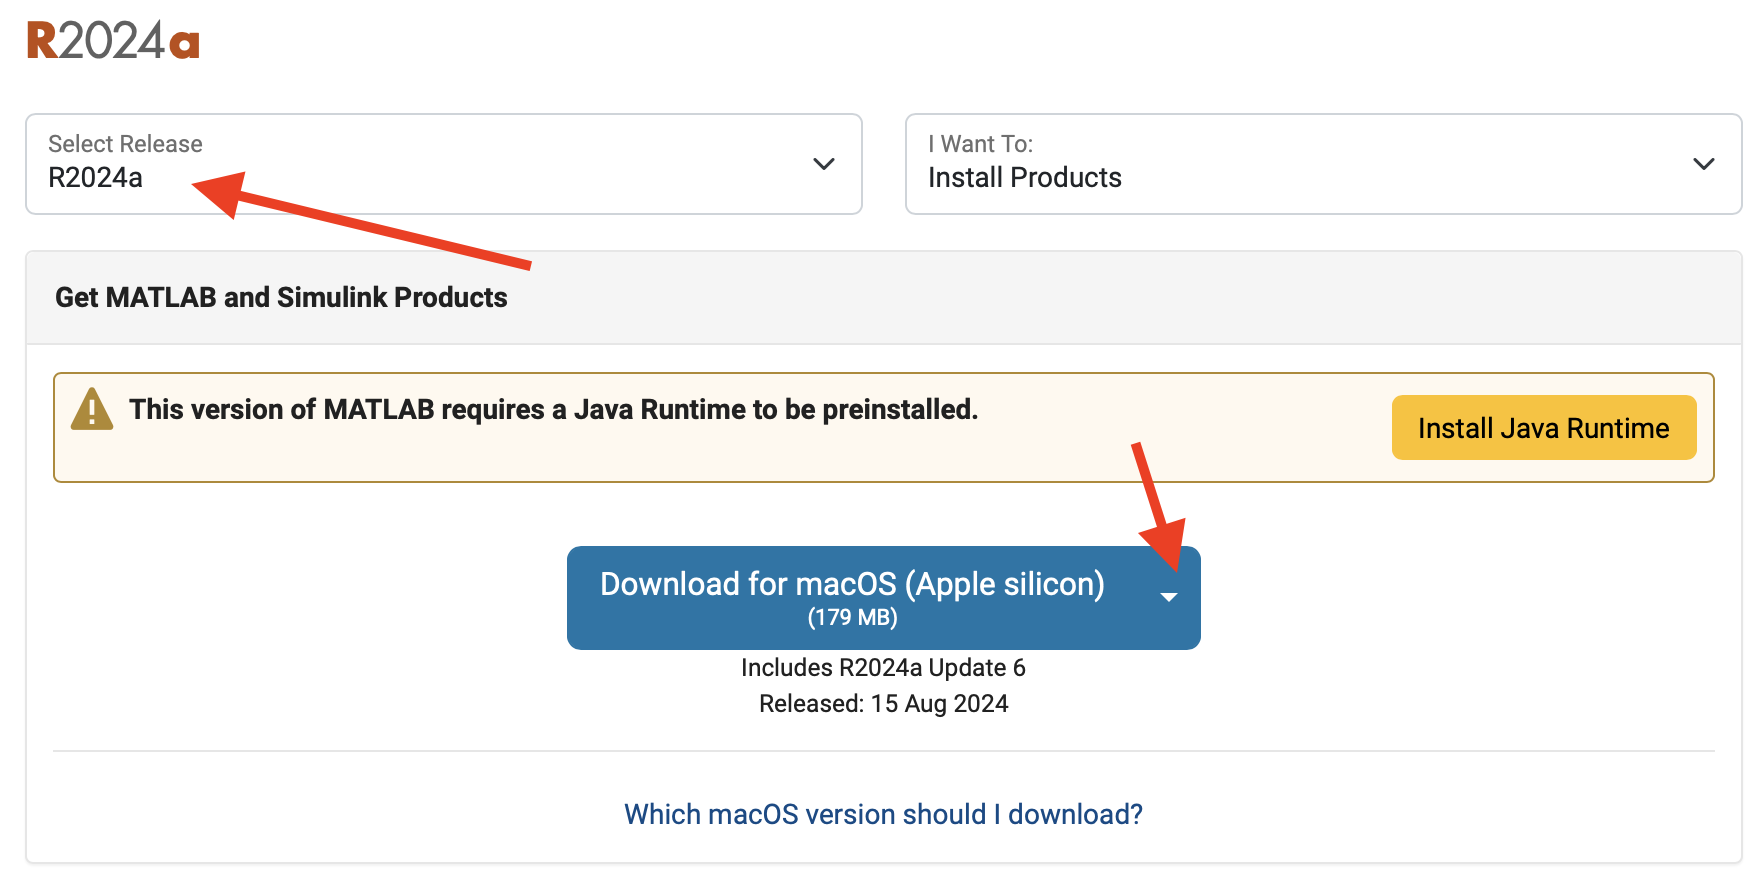 R2024a
Select Release
R2024a
I Want To:
Install Products
Get MATLAB and Simulink Products
This version of MATLAB requires a Java Runtime to be preinstalled.
Install Java Runtime
Download for macOS (Apple silicon)
(179 MB)
Includes R2024a Update 6
Released: 15 Aug 2024
Which macOS version should I download?